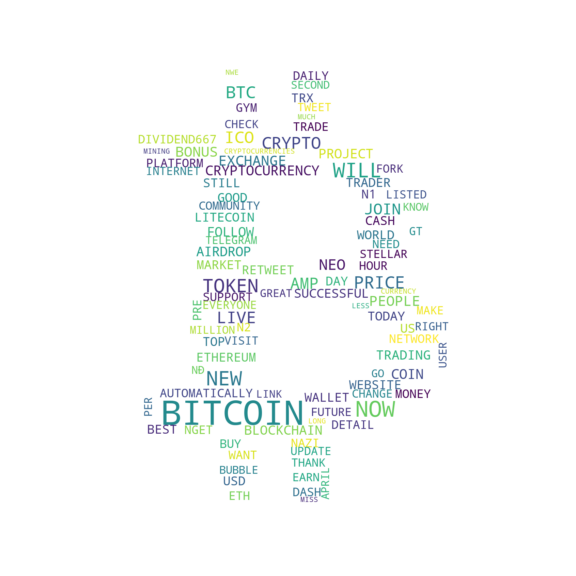 NWE DAILY
SECOND
BTC TRX
GYM TWEET
MUCH
CHECK TRADE
DIVIDEND667 ICO CRYPTO
MINING BONUS CRYPTOCURRENCIES PROJECT
PLATFORM EXCHANGE WILL FORK
INTERNET CRYPTOCURRENCY
STILL TRADER
GOOD N1 LISTED
COMMUNITY JOIN KNOW
LITECOIN CASH
FOLLOW WORLD GT
TELEGRAM NEED
AIRDROP STELLAR
MARKET RETWEET NEO HOUR
TOKEN AMP DAY PRICE
SUPPORT GREAT SUCCESSFUL CURRENCY
PRE EVERYONE LESS PEOPLE
LIVE TODAY MAKE
MILLION N2 US RIGHT
TOP VISIT NETWORK
ETHEREUM TRADING USER
NĐ GO COIN
NEW WEBSITE
AUTOMATICALLY LINK WALLET CHANGE MONEY
PER BITCOIN FUTURE NOW
LONG DETAIL
BEST NGET BLOCKCHAIN
BUY NAZI
WANT UPDATE
BUBBLE THANK
USD EARN APRIL
ETH DASH
MISS